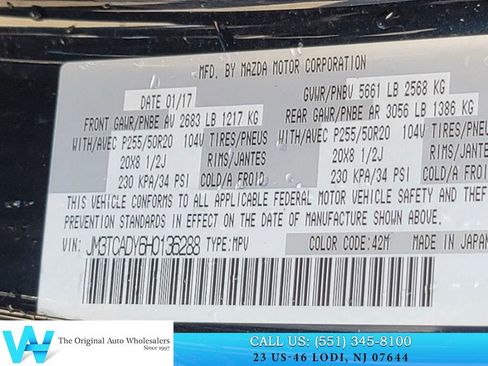 MFD. BY MAZDA MOTOR CORPORATION
DATE 01/17 GVWR/PNBV 5661 LB 2568 KG
FRONT GAWR/PNBE AV 2683 LB 1217 KG REAR GAWR/PNBE AR 3056 LB 1386 KG
WITH/AVEC P255/50R20 104V TIRES/PNEUS WITH/AVEC P255/50R20 104V TIRES/PNEUS
20X8 1/2J RIMS/JANTES 20X8 1/2J RIMS/JANTES
230 KPA/34 PSI COLD/A FROID 230 KPA/34 PSI COLD/A FROID
THIS VEHICLE CONFORMS TO ALL APPLICABLE FEDERAL MOTOR VEHICLE SAFETY AND THEFT
PREVENTION STANDARDS IN EFFECT ON THE DATE OF MANUFACTURE SHOWN ABOVE.
VIN: JM3TCADY6H0136288 TYPE:MPV COLOR CODE:42M MADE IN JAPAN
The Original Auto Wholesalers
Since 1997
CALL US: (551) 345-8100
23 US-46 LODI, NJ 07644